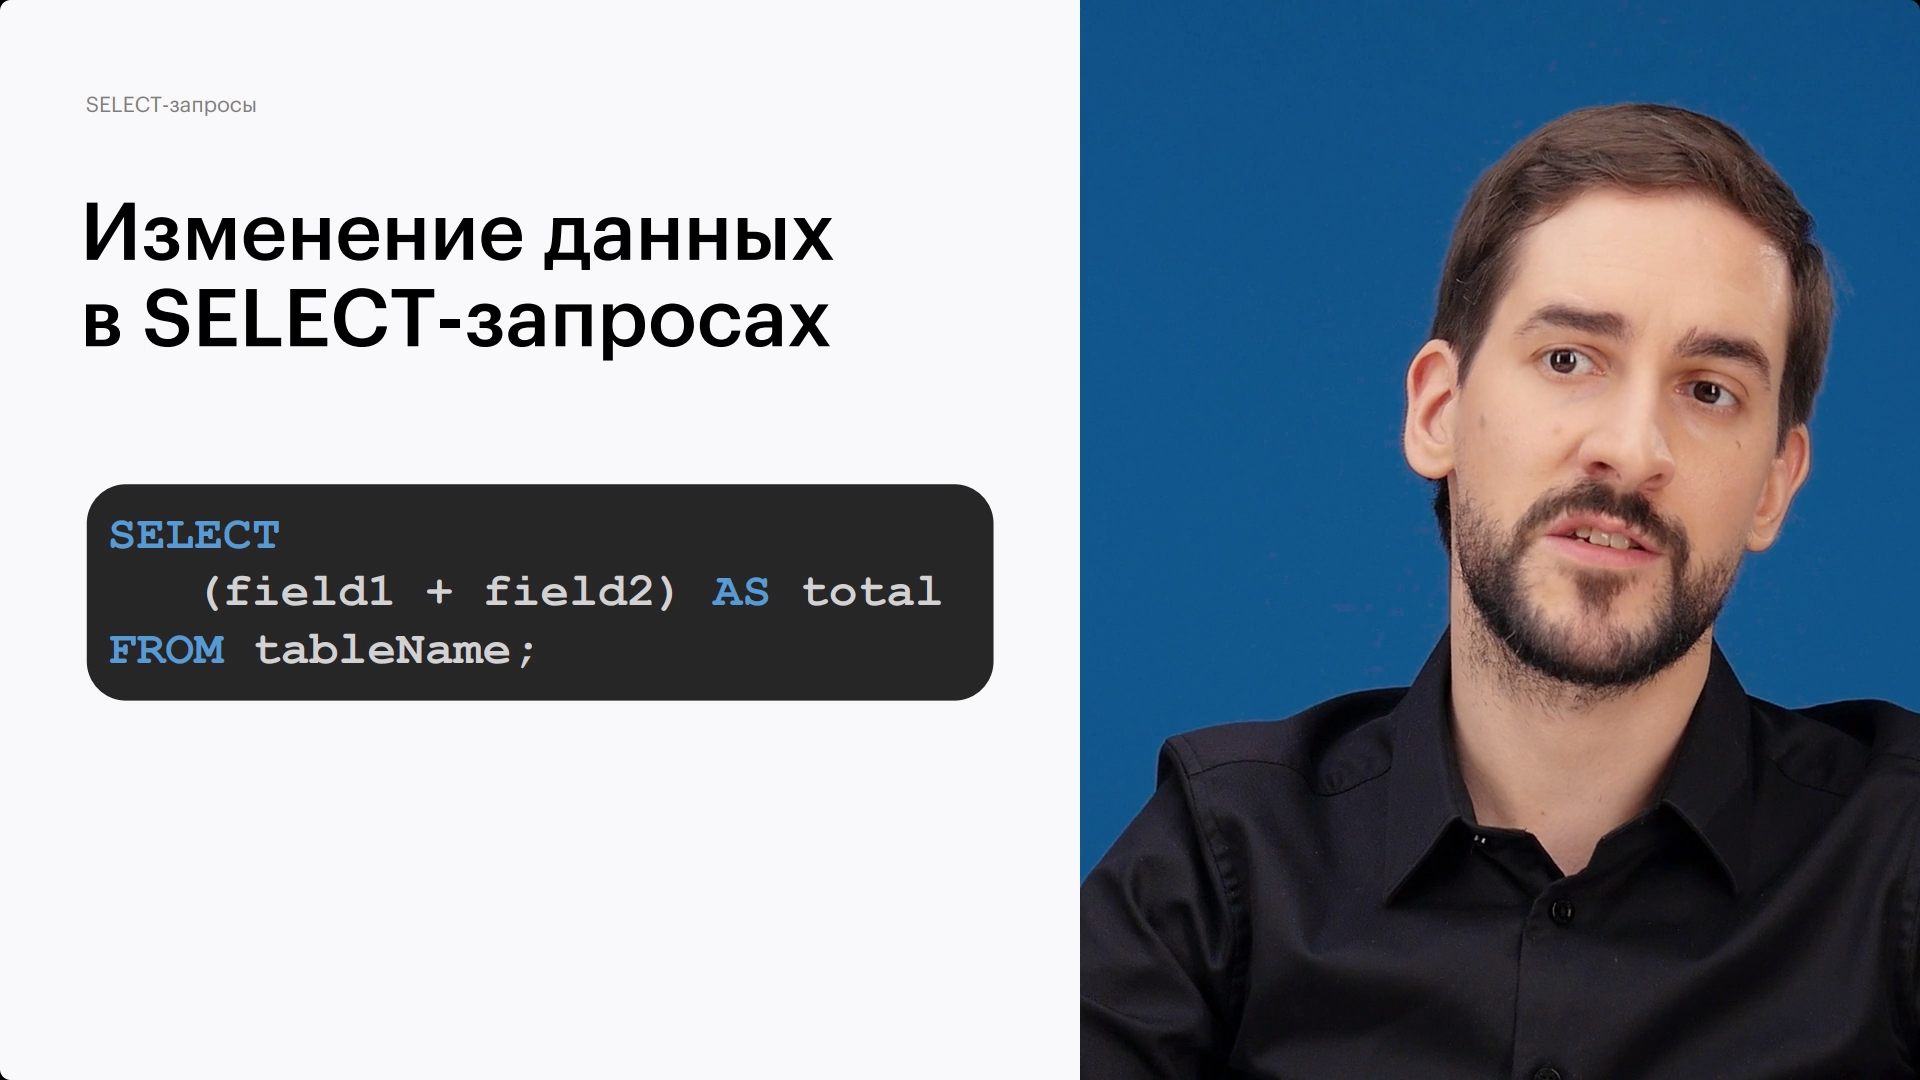 SELECT-запросы
Изменение данных
в SELECT-запросах
SELECT
(field1 + field2) AS total
FROM tableName;